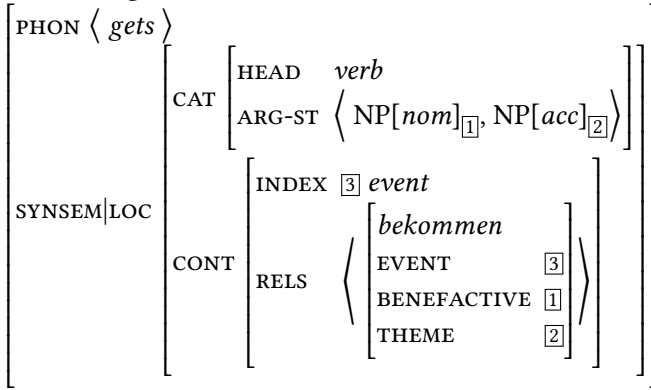 PHON ⟨ gets ⟩
SYNSEM|LOC
CAT
HEAD verb
ARG-ST ⟨ NP[nom]1, NP[acc]2 ⟩
CONT
INDEX 3 event
RELS
bekommen
EVENT 3
BENEFACTIVE 1
THEME 2